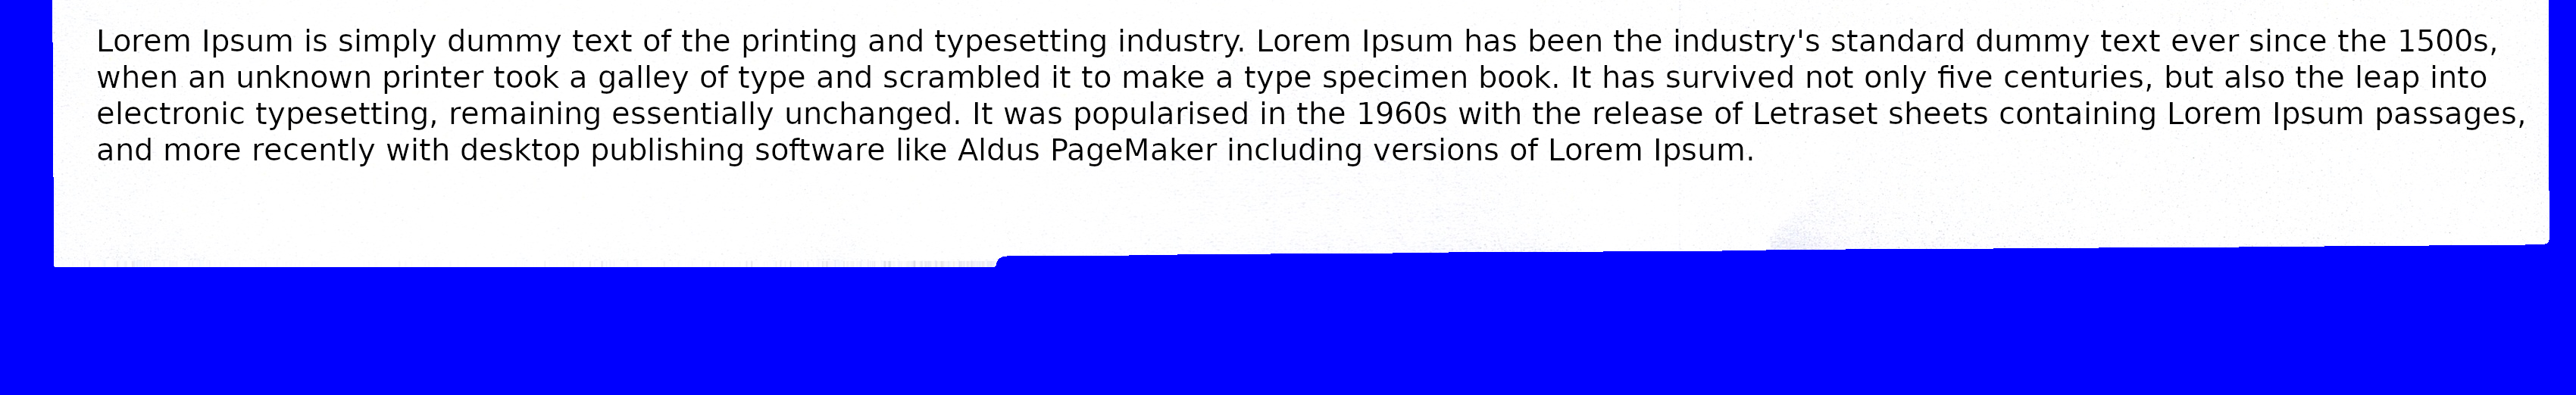 Lorem Ipsum is simply dummy text of the printing and typesetting industry. Lorem Ipsum has been the industry's standard dummy text ever since the 1500s,
when an unknown printer took a galley of type and scrambled it to make a type specimen book. It has survived not only five centuries, but also the leap into
electronic typesetting, remaining essentially unchanged. It was popularised in the 1960s with the release of Letraset sheets containing Lorem Ipsum passages,
and more recently with desktop publishing software like Aldus PageMaker including versions of Lorem Ipsum.